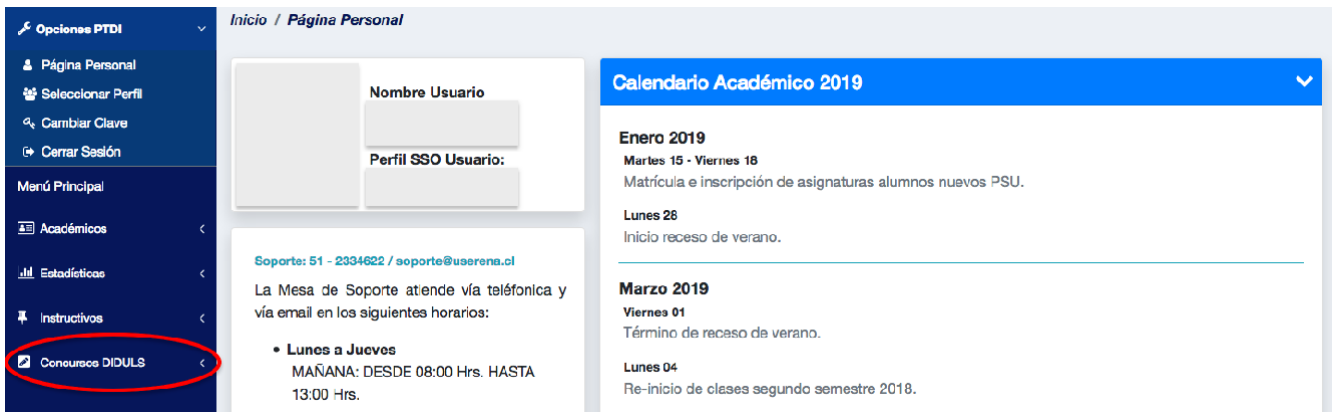 Opciones PTDI
Página Personal
Seleccionar Perfil
Cambiar Clave
Cerrar Sesión
Menú Principal
Académicos
Estadísticas
Instructivos
Concursos DIDULS
Inicio / Página Personal
Nombre Usuario
Perfil SSO Usuario:
Soporte: 51 - 2334622 / soporte@userena.cl
La Mesa de Soporte atiende vía teléfonica y
vía email en los siguientes horarios:
• Lunes a Jueves
MAÑANA: DESDE 08:00 Hrs. HASTA
13:00 Hrs.
Calendario Académico 2019
Enero 2019
Martes 15 - Viernes 18
Matrícula e inscripción de asignaturas alumnos nuevos PSU.
Lunes 28
Inicio receso de verano.
Marzo 2019
Viernes 01
Término de receso de verano.
Lunes 04
Re-inicio de clases segundo semestre 2018.